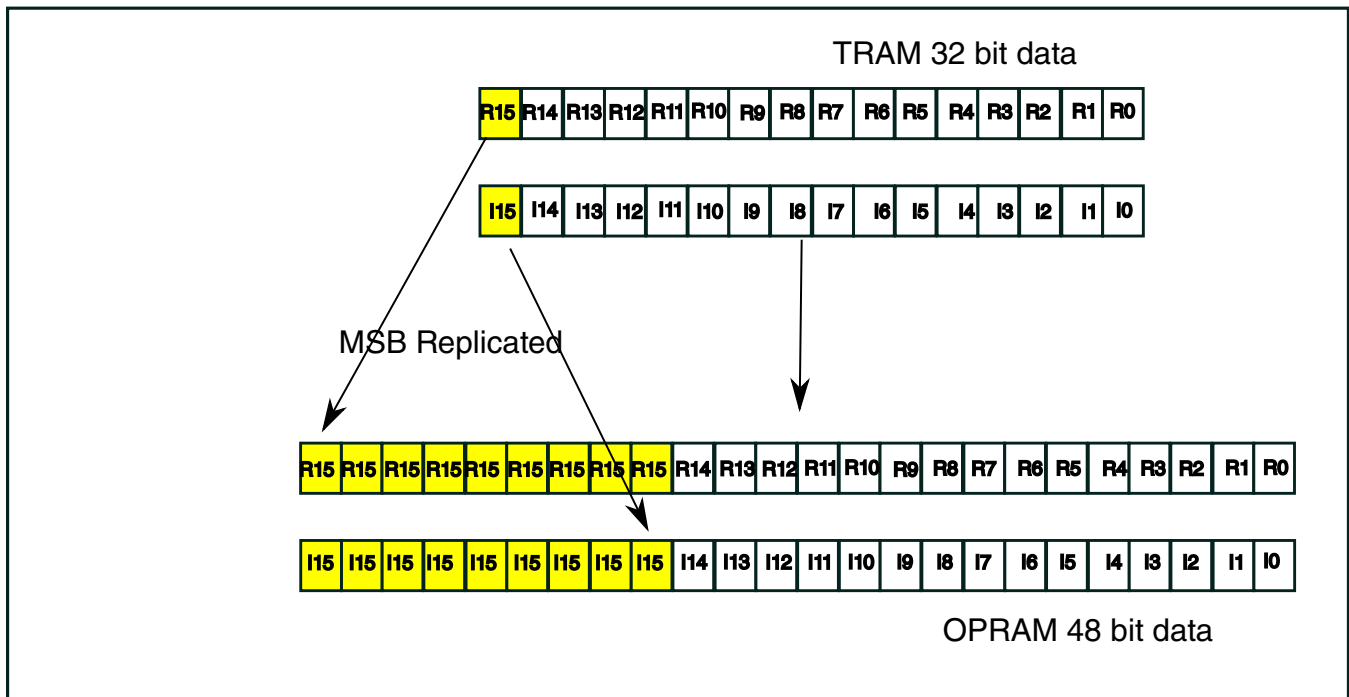 TRAM 32 bit data
R15 R14 R13 R12 R11 R10 R9 R8 R7 R6 R5 R4 R3 R2 R1 R0
I15 I14 I13 I12 I11 I10 I9 I8 I7 I6 I5 I4 I3 I2 I1 I0
MSB Replicated
R15 R15 R15 R15 R15 R15 R15 R15 R15 R14 R13 R12 R11 R10 R9 R8 R7 R6 R5 R4 R3 R2 R1 R0
I15 I15 I15 I15 I15 I15 I15 I15 I15 I14 I13 I12 I11 I10 I9 I8 I7 I6 I5 I4 I3 I2 I1 I0
OPRAM 48 bit data